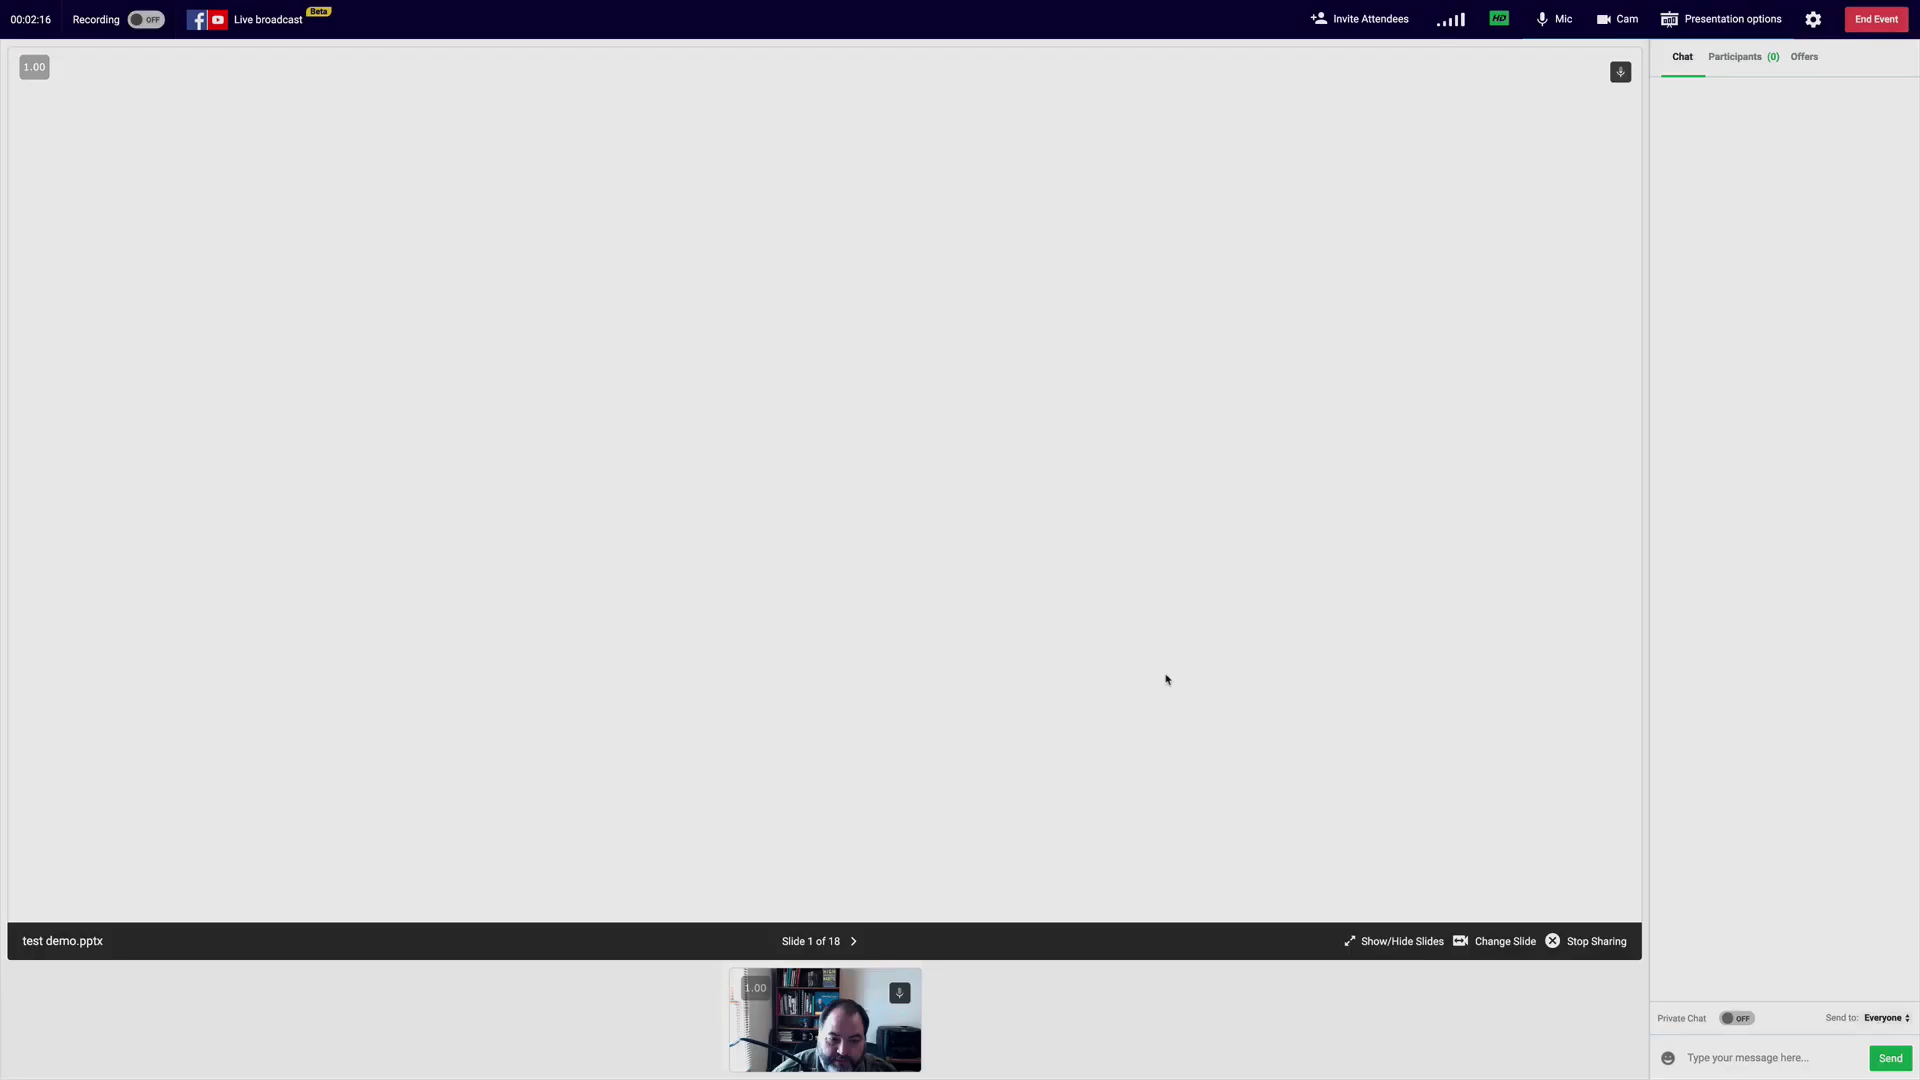 00:02:16
Recording
OFF
Live broadcast
Beta
Invite Attendees
HD
Mic
Cam
Presentation options
End Event
1.00
Chat
Participants (0)
Offers
test demo.pptx
Slide 1 of 18
Show/Hide Slides
Change Slide
Stop Sharing
1.00
Private Chat
OFF
Send to: Everyone
Type your message here...
Send